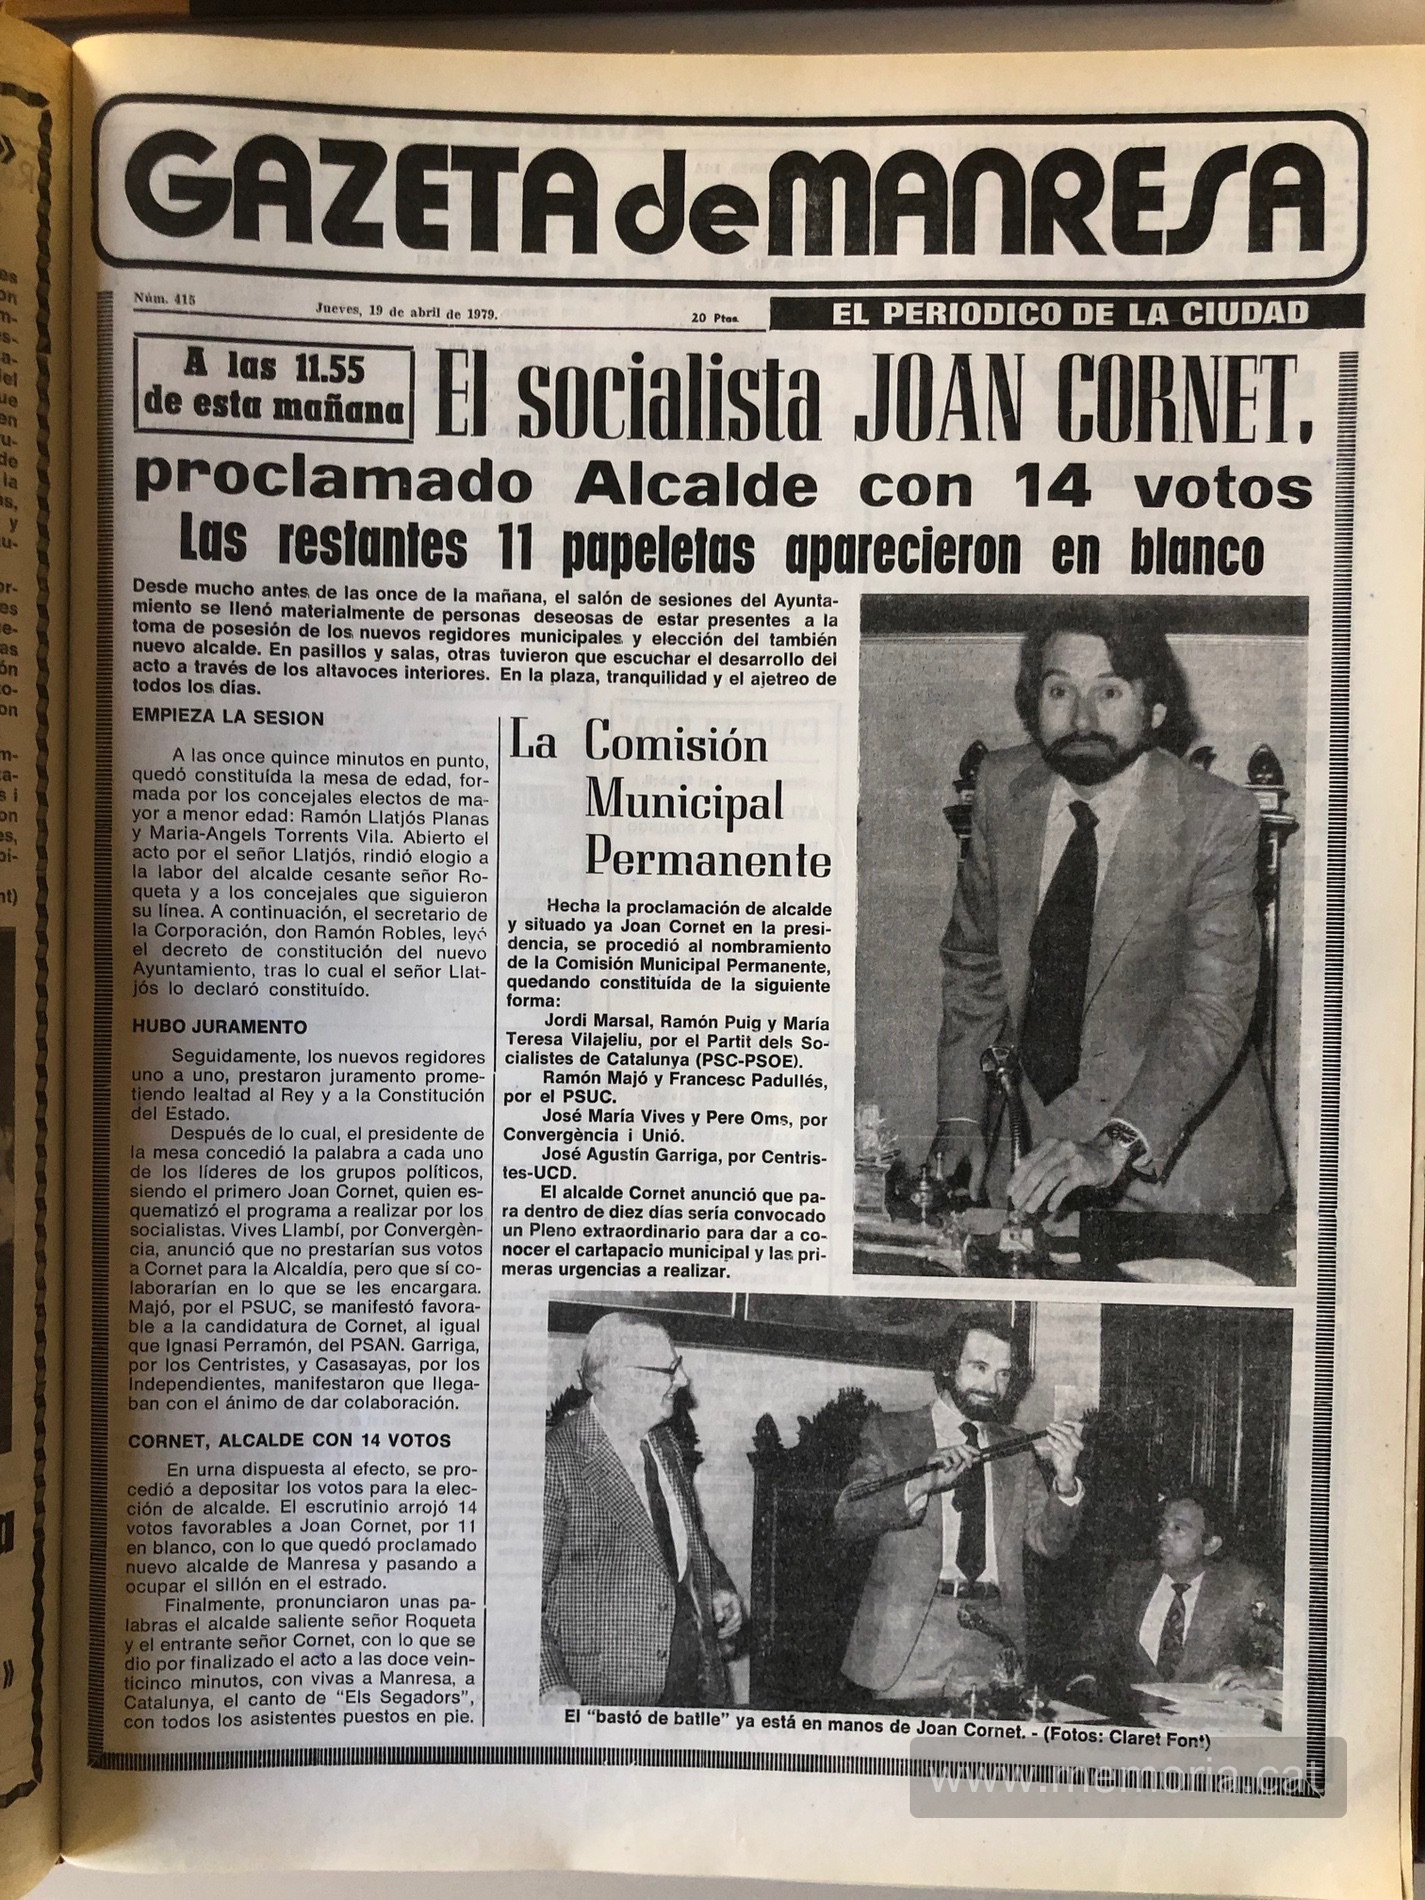 GAZETA de MANRESA
Núm. 415
Jueves, 19 de abril de 1979.
20 Ptas.
EL PERIODICO DE LA CIUDAD
A las 11.55
de esta mañana
El socialista JOAN CORNET,
proclamado Alcalde con 14 votos
Las restantes 11 papeletas aparecieron en blanco
Desde mucho antes de las once de la mañana, el salón de sesiones del Ayunta-
miento se llenó materialmente de personas deseosas de estar presentes a la
toma de posesión de los nuevos regidores municipales y elección del también
nuevo alcalde. En pasillos y salas, otras tuvieron que escuchar el desarrollo del
acto a través de los altavoces interiores. En la plaza, tranquilidad y el ajetreo de
todos los días.
EMPIEZA LA SESION
A las once quince minutos en punto,
quedó constituída la mesa de edad, for-
mada por los concejales electos de ma-
yor a menor edad: Ramón Llatjós Planas
y Maria-Angels Torrents Vila. Abierto el
acto por el señor Llatjós, rindió elogio a
la labor del alcalde cesante señor Ro-
queta y a los concejales que siguieron
su línea. A continuación, el secretario de
la Corporación, don Ramón Robles, leyó
el decreto de constitución del nuevo
Ayuntamiento, tras lo cual el señor Llat-
jós lo declaró constituído.
HUBO JURAMENTO
Seguidamente, los nuevos regidores
uno a uno, prestaron juramento prome-
tiendo lealtad al Rey y a la Constitución
del Estado.
Después de lo cual, el presidente de
la mesa concedió la palabra a cada uno
de los líderes de los grupos políticos,
siendo el primero Joan Cornet, quien es-
quematizó el programa a realizar por los
socialistas. Vives Llambí, por Convergèn-
cia, anunció que no prestarían sus votos
a Cornet para la Alcaldía, pero que sí co-
laborarían en lo que se les encargara.
Majó, por el PSUC, se manifestó favora-
ble a la candidatura de Cornet, al igual
que Ignasi Perramón, del PSAN. Garriga,
por los Centristes, y Casasayas, por los
Independientes, manifestaron que llega-
ban con el ánimo de dar colaboración.
CORNET, ALCALDE CON 14 VOTOS
En urna dispuesta al efecto, se pro-
cedió a depositar los votos para la elec-
ción de alcalde. El escrutinio arrojó 14
votos favorables a Joan Cornet, por 11
en blanco, con lo que quedó proclamado
nuevo alcalde de Manresa y pasando a
ocupar el sillón en el estrado.
Finalmente, pronunciaron unas pa-
labras el alcalde saliente señor Roqueta
y el entrante señor Cornet, con lo que se
dio por finalizado el acto a las doce vein-
ticinco minutos, con vivas a Manresa, a
Catalunya, el canto de "Els Segadors",
con todos los asistentes puestos en pie.
La Comisión
Municipal
Permanente
Hecha la proclamación de alcalde
y situado ya Joan Cornet en la presi-
dencia, se procedió al nombramiento
de la Comisión Municipal Permanente,
quedando constituída de la siguiente
forma:
Jordi Marsal, Ramón Puig y María
Teresa Vilajeliu, por el Partit dels So-
cialistes de Catalunya (PSC-PSOE).
Ramón Majó y Francesc Padullés,
por el PSUC.
José María Vives y Pere Oms, por
Convergència i Unió.
José Agustín Garriga, por Centris-
tes-UCD.
El alcalde Cornet anunció que pa-
ra dentro de diez días sería convocado
un Pleno extraordinario para dar a co-
nocer el cartapacio municipal y las pri-
meras urgencias a realizar.
El "bastó de batlle" ya está en manos de Joan Cornet. - (Fotos: Claret Font)
www.memoria.cat